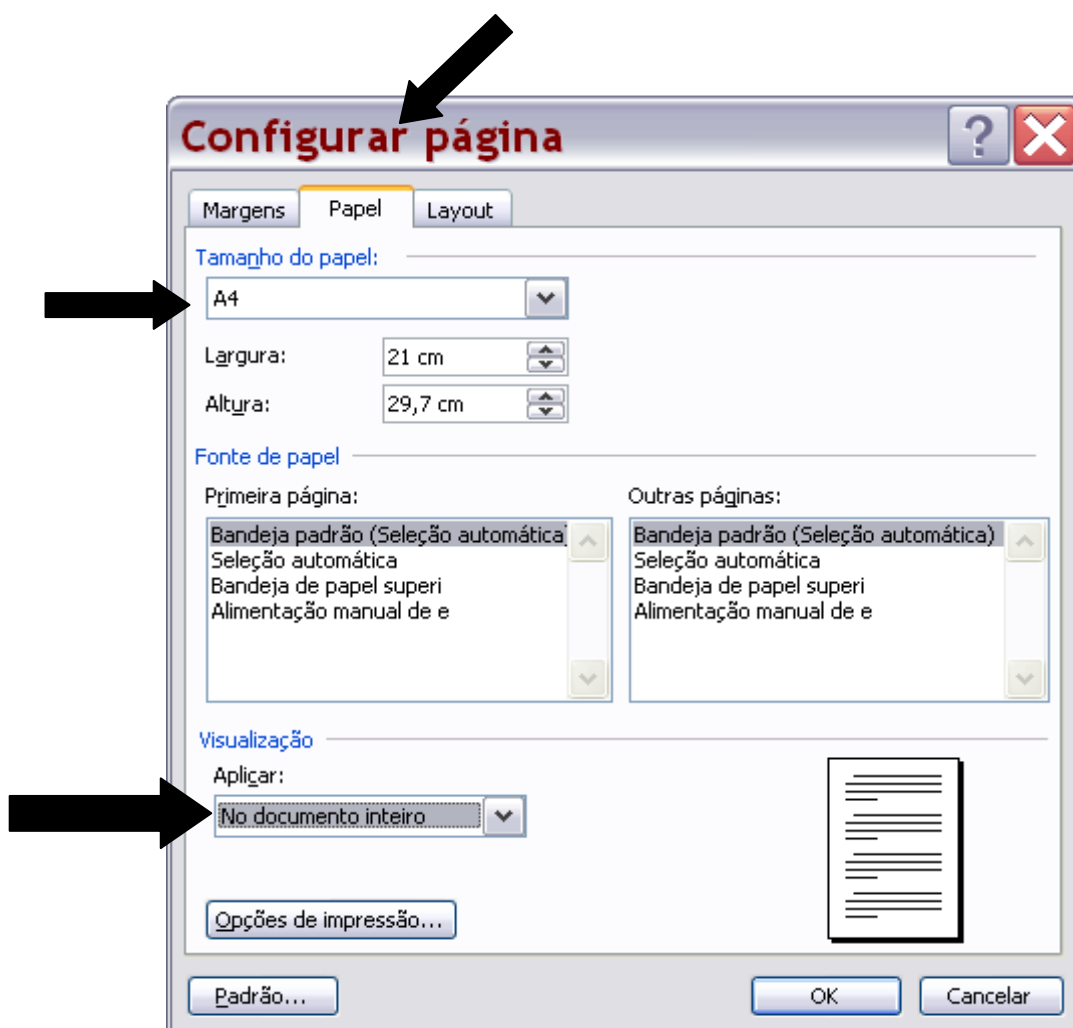 Configurar página
?
Margens Papel Layout
Tamanho do papel:
A4
Largura: 21 cm
Altura: 29,7 cm
Fonte de papel
Primeira página: Outras páginas:
Bandeja padrão (Seleção automática) Bandeja padrão (Seleção automática)
Seleção automática Seleção automática
Bandeja de papel superi Bandeja de papel superi
Alimentação manual de e Alimentação manual de e
Visualização
Aplicar:
No documento inteiro
Opções de impressão...
Padrão... OK Cancelar